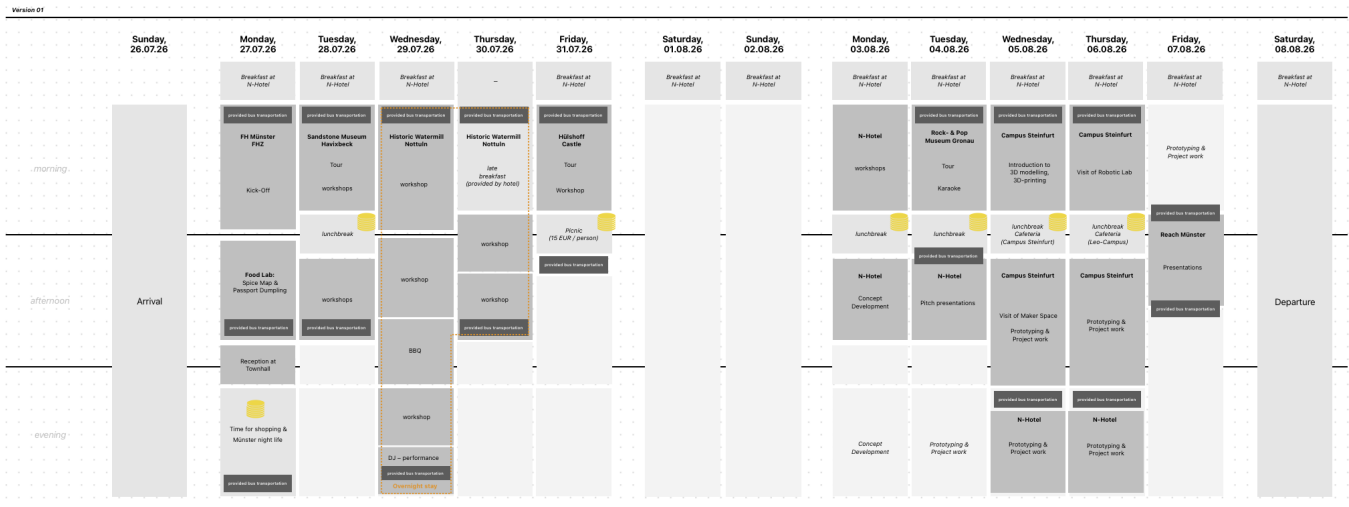 Version 01
Sunday,
26.07.26
Monday,
27.07.26
Tuesday,
28.07.26
Wednesday,
29.07.26
Thursday,
30.07.26
Friday,
31.07.26
Saturday,
01.08.26
Sunday,
02.08.26
Monday,
03.08.26
Tuesday,
04.08.26
Wednesday,
05.08.26
Thursday,
06.08.26
Friday,
07.08.26
Saturday,
08.08.26
morning
afternoon
evening
Arrival
Breakfast at
N-Hotel
provided bus transportation
FH Münster
FHZ
Kick-Off
Food Lab:
Spice Map &
Passport Dumpling
provided bus transportation
Reception at
Townhall
Time for shopping &
Münster night life
provided bus transportation
Breakfast at
N-Hotel
provided bus transportation
Sandstone Museum
Havixbeck
Tour
workshops
lunchbreak
workshops
provided bus transportation
Breakfast at
N-Hotel
provided bus transportation
Historic Watermill
Nottuln
workshop
workshop
BBQ
workshop
DJ – performance
provided bus transportation
Overnight stay
–
provided bus transportation
Historic Watermill
Nottuln
late
breakfast
(provided by hotel)
workshop
workshop
provided bus transportation
Breakfast at
N-Hotel
provided bus transportation
Hülshoff
Castle
Tour
Workshop
Picnic
(15 EUR / person)
provided bus transportation
Breakfast at
N-Hotel
Breakfast at
N-Hotel
Breakfast at
N-Hotel
N-Hotel
workshops
lunchbreak
N-Hotel
Concept
Development
Concept
Development
Breakfast at
N-Hotel
provided bus transportation
Rock- & Pop
Museum Gronau
Tour
Karaoke
lunchbreak
provided bus transportation
N-Hotel
Pitch presentations
Prototyping &
Project work
Breakfast at
N-Hotel
provided bus transportation
Campus Steinfurt
Introduction to
3D modelling,
3D-printing
lunchbreak
Cafeteria
(Campus Steinfurt)
Campus Steinfurt
Visit of Maker Space
Prototyping &
Project work
provided bus transportation
N-Hotel
Prototyping &
Project work
Breakfast at
N-Hotel
provided bus transportation
Campus Steinfurt
Visit of Robotic Lab
lunchbreak
Cafeteria
(Leo-Campus)
Campus Steinfurt
Prototyping &
Project work
provided bus transportation
N-Hotel
Prototyping &
Project work
Breakfast at
N-Hotel
Prototyping &
Project work
provided bus transportation
Reach Münster
Presentations
provided bus transportation
Breakfast at
N-Hotel
Departure